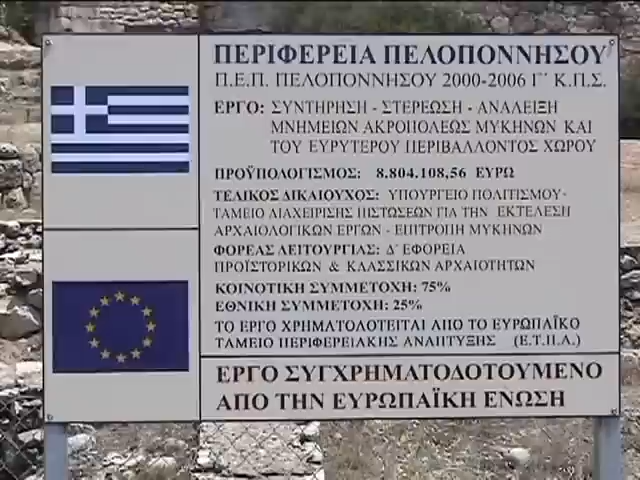 ΠΕΡΙΦΕΡΕΙΑ ΠΕΛΟΠΟΝΝΗΣΟΥ
Π.Ε.Π. ΠΕΛΟΠΟΝΝΗΣΟΥ 2000-2006 Γ΄ Κ.Π.Σ.
ΕΡΓΟ: ΣΥΝΤΗΡΗΣΗ - ΣΤΕΡΕΩΣΗ - ΑΝΑΔΕΙΞΗ
ΜΝΗΜΕΙΩΝ ΑΚΡΟΠΟΛΕΩΣ ΜΥΚΗΝΩΝ ΚΑΙ
ΤΟΥ ΕΥΡΥΤΕΡΟΥ ΠΕΡΙΒΑΛΛΟΝΤΟΣ ΧΩΡΟΥ
ΠΡΟΫΠΟΛΟΓΙΣΜΟΣ: 8.804.108,56 ΕΥΡΩ
ΤΕΛΙΚΟΣ ΔΙΚΑΙΟΥΧΟΣ: ΥΠΟΥΡΓΕΙΟ ΠΟΛΙΤΙΣΜΟΥ-
ΤΑΜΕΙΟ ΔΙΑΧΕΙΡΙΣΗΣ ΠΙΣΤΩΣΕΩΝ ΓΙΑ ΤΗΝ ΕΚΤΕΛΕΣΗ
ΑΡΧΑΙΟΛΟΓΙΚΩΝ ΕΡΓΩΝ - ΕΠΙΤΡΟΠΗ ΜΥΚΗΝΩΝ
ΦΟΡΕΑΣ ΛΕΙΤΟΥΡΓΙΑΣ: Δ΄ ΕΦΟΡΕΙΑ
ΠΡΟΪΣΤΟΡΙΚΩΝ & ΚΛΑΣΣΙΚΩΝ ΑΡΧΑΙΟΤΗΤΩΝ
ΚΟΙΝΟΤΙΚΗ ΣΥΜΜΕΤΟΧΗ: 75%
ΕΘΝΙΚΗ ΣΥΜΜΕΤΟΧΗ: 25%
ΤΟ ΕΡΓΟ ΧΡΗΜΑΤΟΔΟΤΕΙΤΑΙ ΑΠΟ ΤΟ ΕΥΡΩΠΑΪΚΟ
ΤΑΜΕΙΟ ΠΕΡΙΦΕΡΕΙΑΚΗΣ ΑΝΑΠΤΥΞΗΣ (Ε.Τ.Π.Α.)
ΕΡΓΟ ΣΥΓΧΡΗΜΑΤΟΔΟΤΟΥΜΕΝΟ
ΑΠΟ ΤΗΝ ΕΥΡΩΠΑΪΚΗ ΕΝΩΣΗ